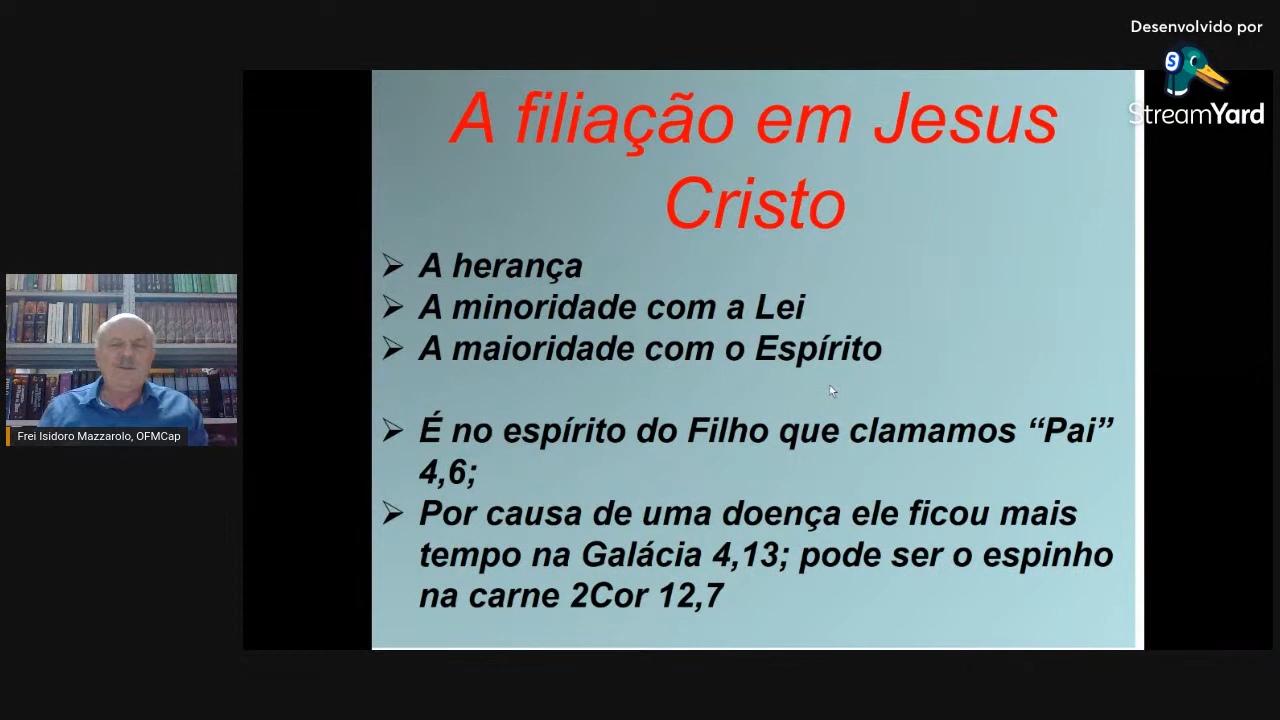 Desenvolvido por
StreamYard
A filiação em Jesus
Cristo
➢ A herança
➢ A minoridade com a Lei
➢ A maioridade com o Espírito
➢ É no espírito do Filho que clamamos “Pai”
4,6;
➢ Por causa de uma doença ele ficou mais
tempo na Galácia 4,13; pode ser o espinho
na carne 2Cor 12,7
Frei Isidoro Mazzarolo, OFMCap